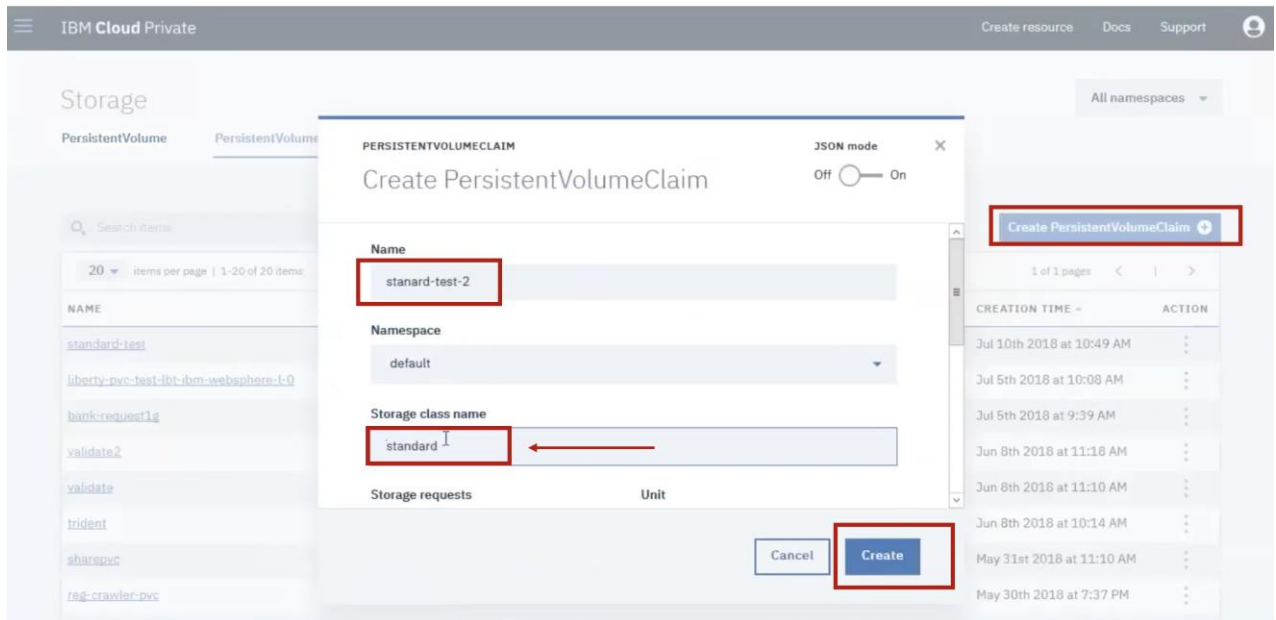 IBM Cloud Private
Create resource Docs Support
Storage
All namespaces
PersistentVolume PersistentVolume
PERSISTENTVOLUMECLAIM
JSON mode
Create PersistentVolumeClaim
Off On
Search items
Create PersistentVolumeClaim
Name
stanard-test-2
20 items per page | 1-20 of 20 items
1 of 1 pages
NAME
CREATION TIME
ACTION
Namespace
default
standard-test
Jul 10th 2018 at 10:49 AM
liberty-pvc-test-lbt-ibm-websphere-l-0
Jul 5th 2018 at 10:08 AM
Storage class name
standard
bank-request1g
Jul 5th 2018 at 9:39 AM
validate2
Jun 8th 2018 at 11:18 AM
validate
Jun 8th 2018 at 11:10 AM
Storage requests Unit
trident
Jun 8th 2018 at 10:14 AM
sharepvc
May 31st 2018 at 11:10 AM
Cancel Create
reg-crawler-pvc
May 30th 2018 at 7:37 PM